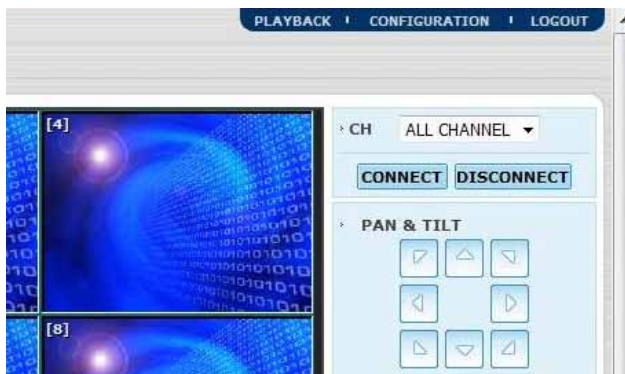 PLAYBACK CONFIGURATION LOGOUT
[4]
CH ALL CHANNEL
CONNECT DISCONNECT
PAN & TILT
[8]